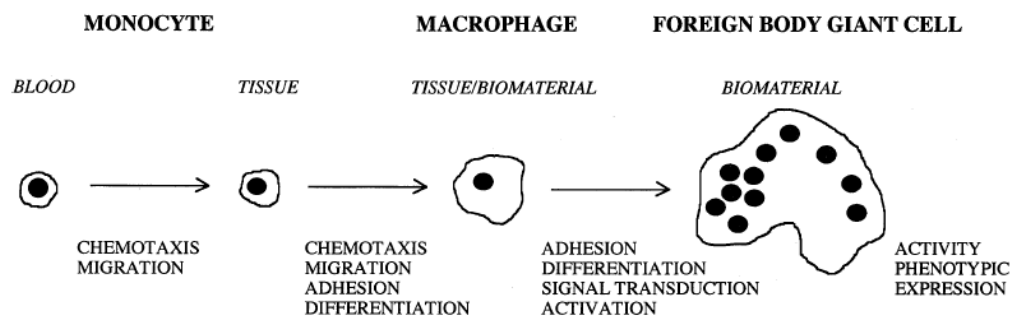 MONOCYTE MACROPHAGE FOREIGN BODY GIANT CELL
BLOOD TISSUE TISSUE/BIOMATERIAL BIOMATERIAL
CHEMOTAXIS
MIGRATION
CHEMOTAXIS
MIGRATION
ADHESION
DIFFERENTIATION
ADHESION
DIFFERENTIATION
SIGNAL TRANSDUCTION
ACTIVATION
ACTIVITY
PHENOTYPIC
EXPRESSION